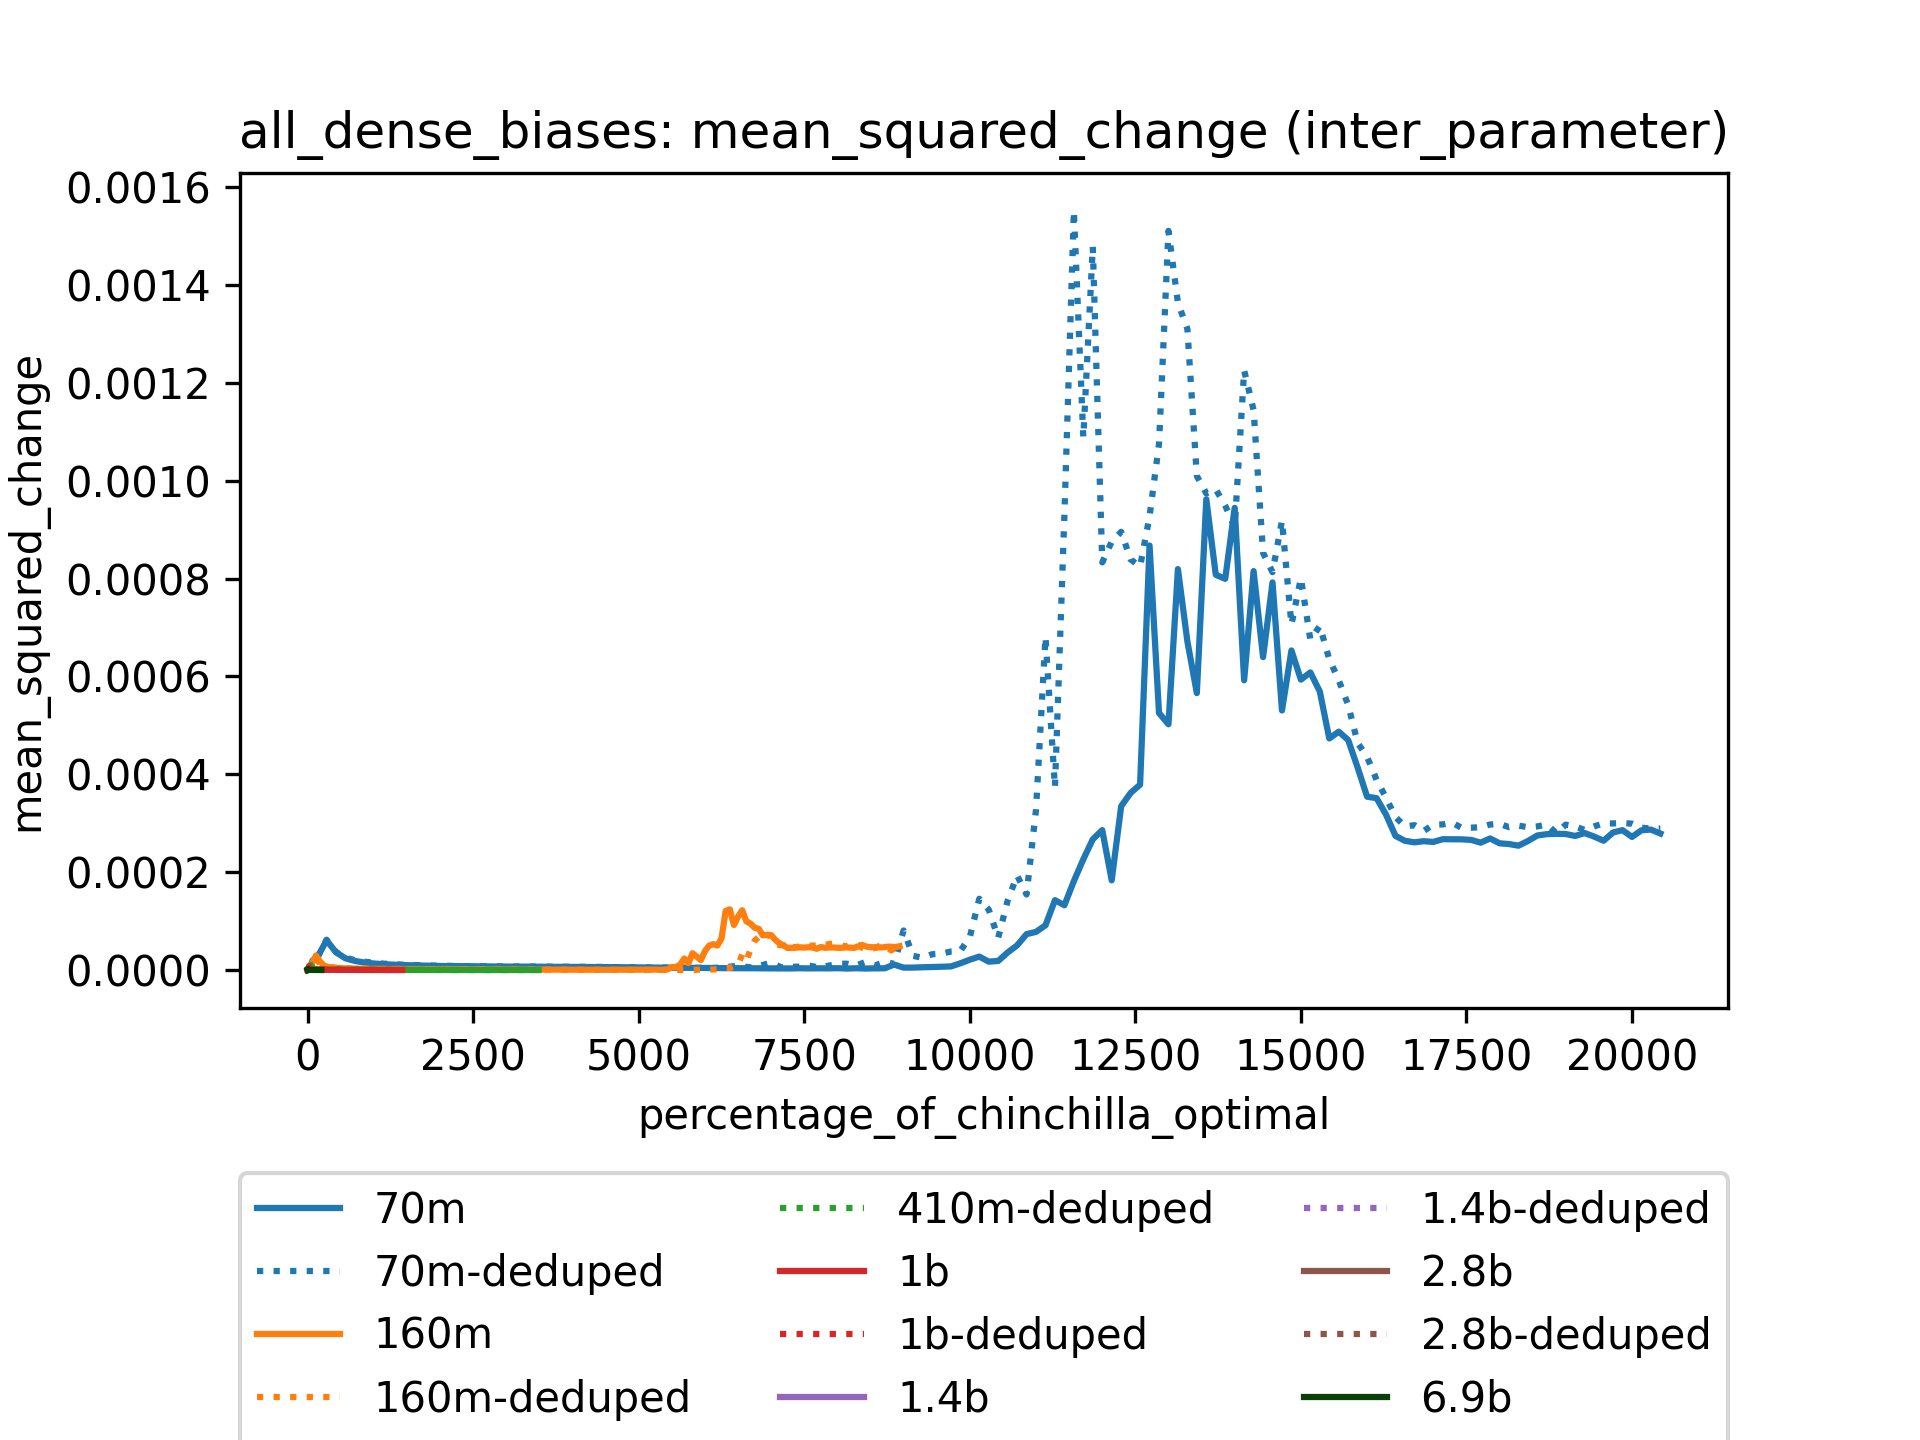 all_dense_biases: mean_squared_change (inter_parameter)
0.0016
0.0014
0.0012
0.0010
0.0008
0.0006
0.0004
0.0002
0.0000
mean_squared_change
0 2500 5000 7500 10000 12500 15000 17500 20000
percentage_of_chinchilla_optimal
70m 410m-deduped 1.4b-deduped
70m-deduped 1b 2.8b
160m 1b-deduped 2.8b-deduped
160m-deduped 1.4b 6.9b